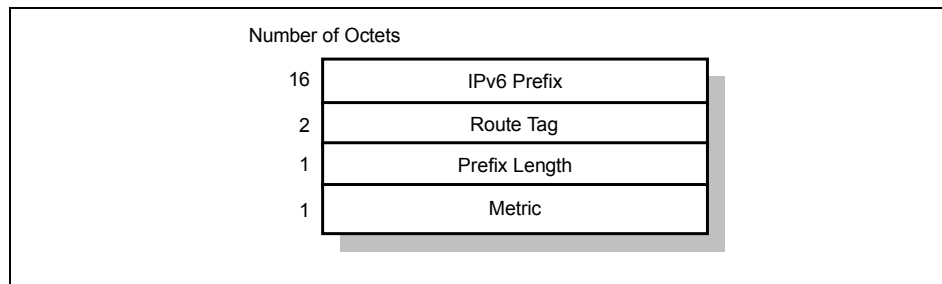 Number of Octets
16 IPv6 Prefix
2 Route Tag
1 Prefix Length
1 Metric